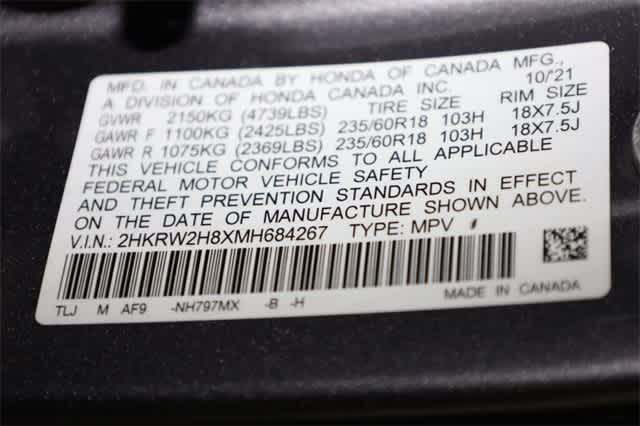 MFD. IN CANADA BY HONDA OF CANADA MFG.,
A DIVISION OF HONDA CANADA INC. 10/21
GVWR 2150KG (4739LBS) TIRE SIZE RIM SIZE
GAWR F 1100KG (2425LBS) 235/60R18 103H 18X7.5J
GAWR R 1075KG (2369LBS) 235/60R18 103H 18X7.5J
THIS VEHICLE CONFORMS TO ALL APPLICABLE
FEDERAL MOTOR VEHICLE SAFETY
AND THEFT PREVENTION STANDARDS IN EFFECT
ON THE DATE OF MANUFACTURE SHOWN ABOVE.
V.I.N.: 2HKRW2H8XMH684267 TYPE: MPV
TLJ M AF9 -NH797MX -B -H MADE IN CANADA